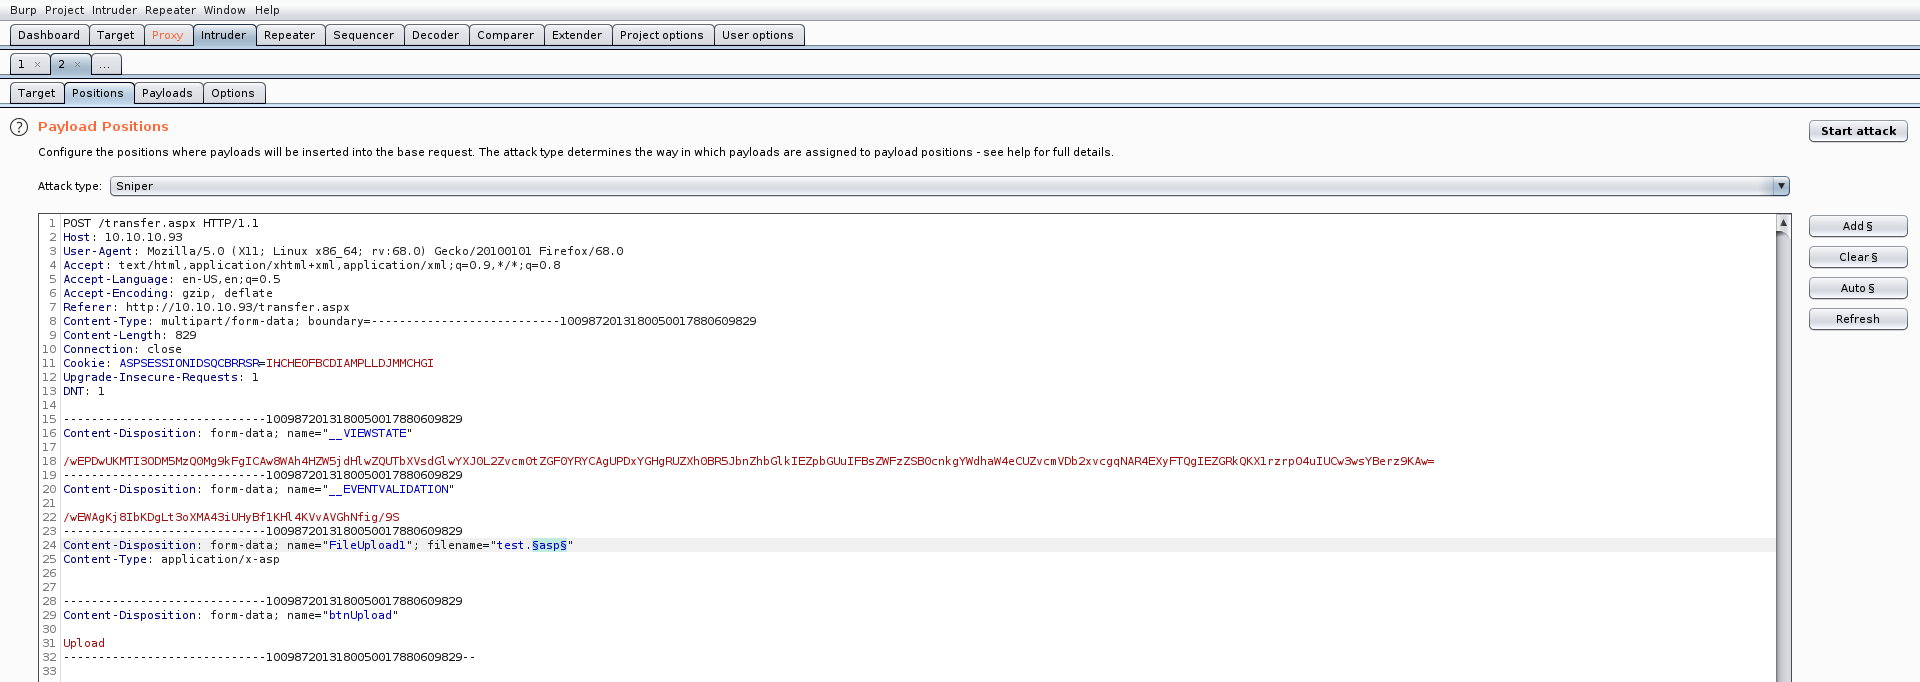 Burp Project Intruder Repeater Window Help
Dashboard Target Proxy Intruder Repeater Sequencer Decoder Comparer Extender Project options User options
1 × 2 × ...
Target Positions Payloads Options
? Payload Positions
Start attack
Configure the positions where payloads will be inserted into the base request. The attack type determines the way in which payloads are assigned to payload positions - see help for full details.
Attack type: Sniper
Add §
Clear §
Auto §
Refresh
1 POST /transfer.aspx HTTP/1.1
2 Host: 10.10.10.93
3 User-Agent: Mozilla/5.0 (X11; Linux x86_64; rv:68.0) Gecko/20100101 Firefox/68.0
4 Accept: text/html,application/xhtml+xml,application/xml;q=0.9,*/*;q=0.8
5 Accept-Language: en-US,en;q=0.5
6 Accept-Encoding: gzip, deflate
7 Referer: http://10.10.10.93/transfer.aspx
8 Content-Type: multipart/form-data; boundary=---------------------------1009872013180050017880609829
9 Content-Length: 829
10 Connection: close
11 Cookie:
12 Upgrade-Insecure-Requests: 1
13 DNT: 1
14
15 -----------------------------1009872013180050017880609829
16 Content-Disposition: form-data; name="__VIEWSTATE"
17
18
19 -----------------------------1009872013180050017880609829
20 Content-Disposition: form-data; name="__EVENTVALIDATION"
21
22 /wEWAgKj8IbKDgLt3oXMA43iUHyBf1KHl4KVvAVGhNfig/9S
23 -----------------------------1009872013180050017880609829
24 Content-Disposition: form-data; name="FileUpload1"; filename="test.§asp§"
25 Content-Type: application/x-asp
26
27
28 -----------------------------1009872013180050017880609829
29 Content-Disposition: form-data; name="btnUpload"
30
31 Upload
32 -----------------------------1009872013180050017880609829--
33